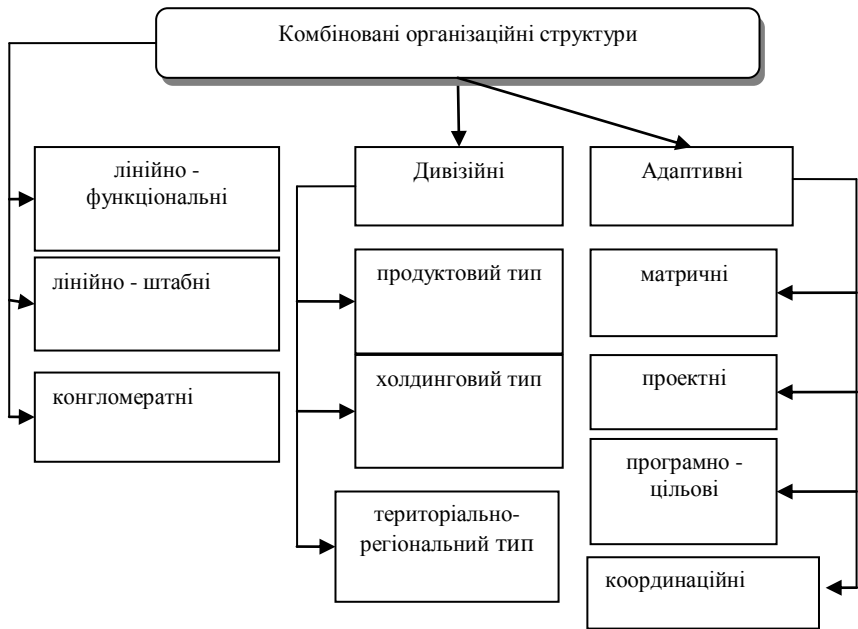 Комбіновані організаційні структури
лінійно -
функціональні
лінійно - штабні
конгломератні
Дивізійні
продуктовий тип
холдинговий тип
територіально-
регіональний тип
Адаптивні
матричні
проектні
програмно -
цільові
координаційні